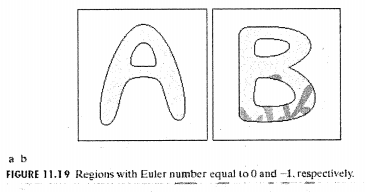 A B
a b
FIGURE 11.19 Regions with Euler number equal to 0 and −1, respectively.